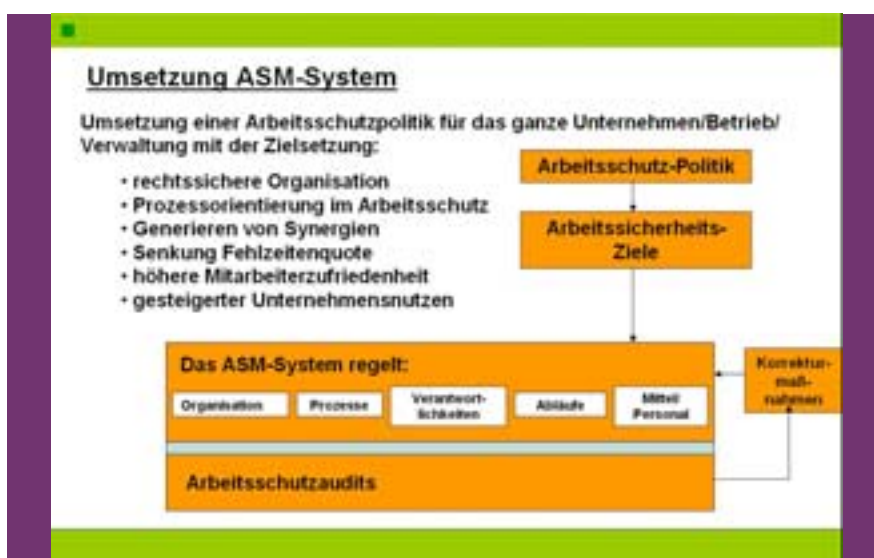 Umsetzung ASM-System
Umsetzung einer Arbeitsschutzpolitik für das ganze Unternehmen/Betrieb/
Verwaltung mit der Zielsetzung:
• rechtssichere Organisation
• Prozessorientierung im Arbeitsschutz
• Generieren von Synergien
• Senkung Fehlzeitenquote
• höhere Mitarbeiterzufriedenheit
• gesteigerter Unternehmensnutzen
Arbeitsschutz-Politik
Arbeitssicherheits-
Ziele
Das ASM-System regelt:
Organisation
Prozesse
Verantwort-
lichkeiten
Abläufe
Mittel/
Personal
Korrektur-
maß-
nahmen
Arbeitsschutzaudits